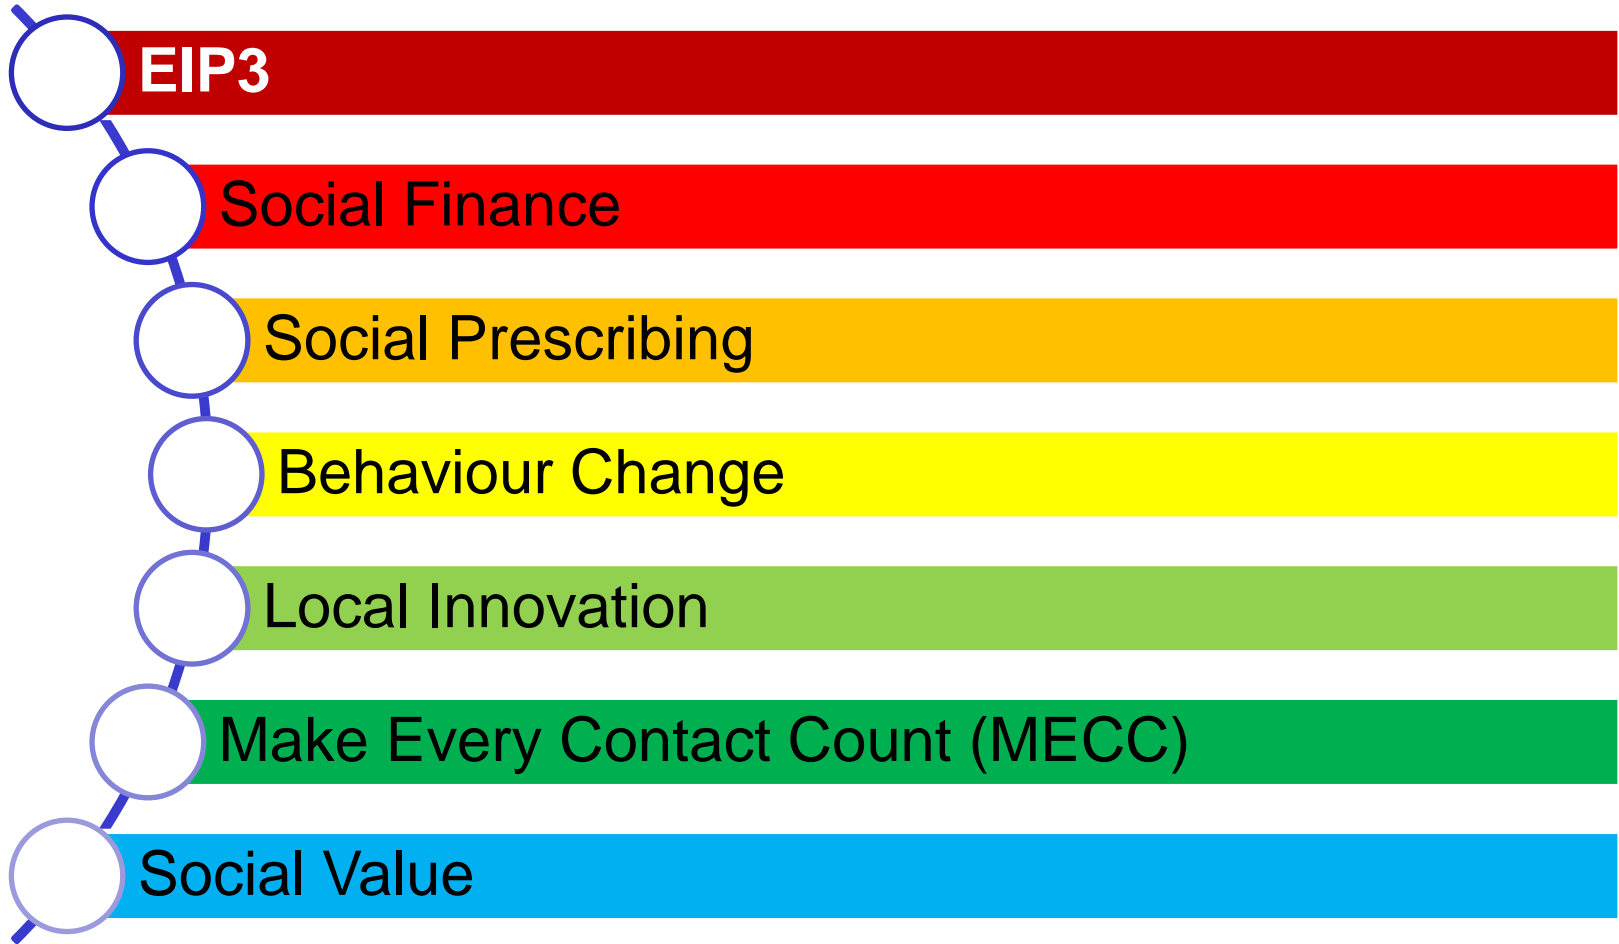 EIP3
Social Finance
Social Prescribing
Behaviour Change
Local Innovation
Make Every Contact Count (MECC)
Social Value